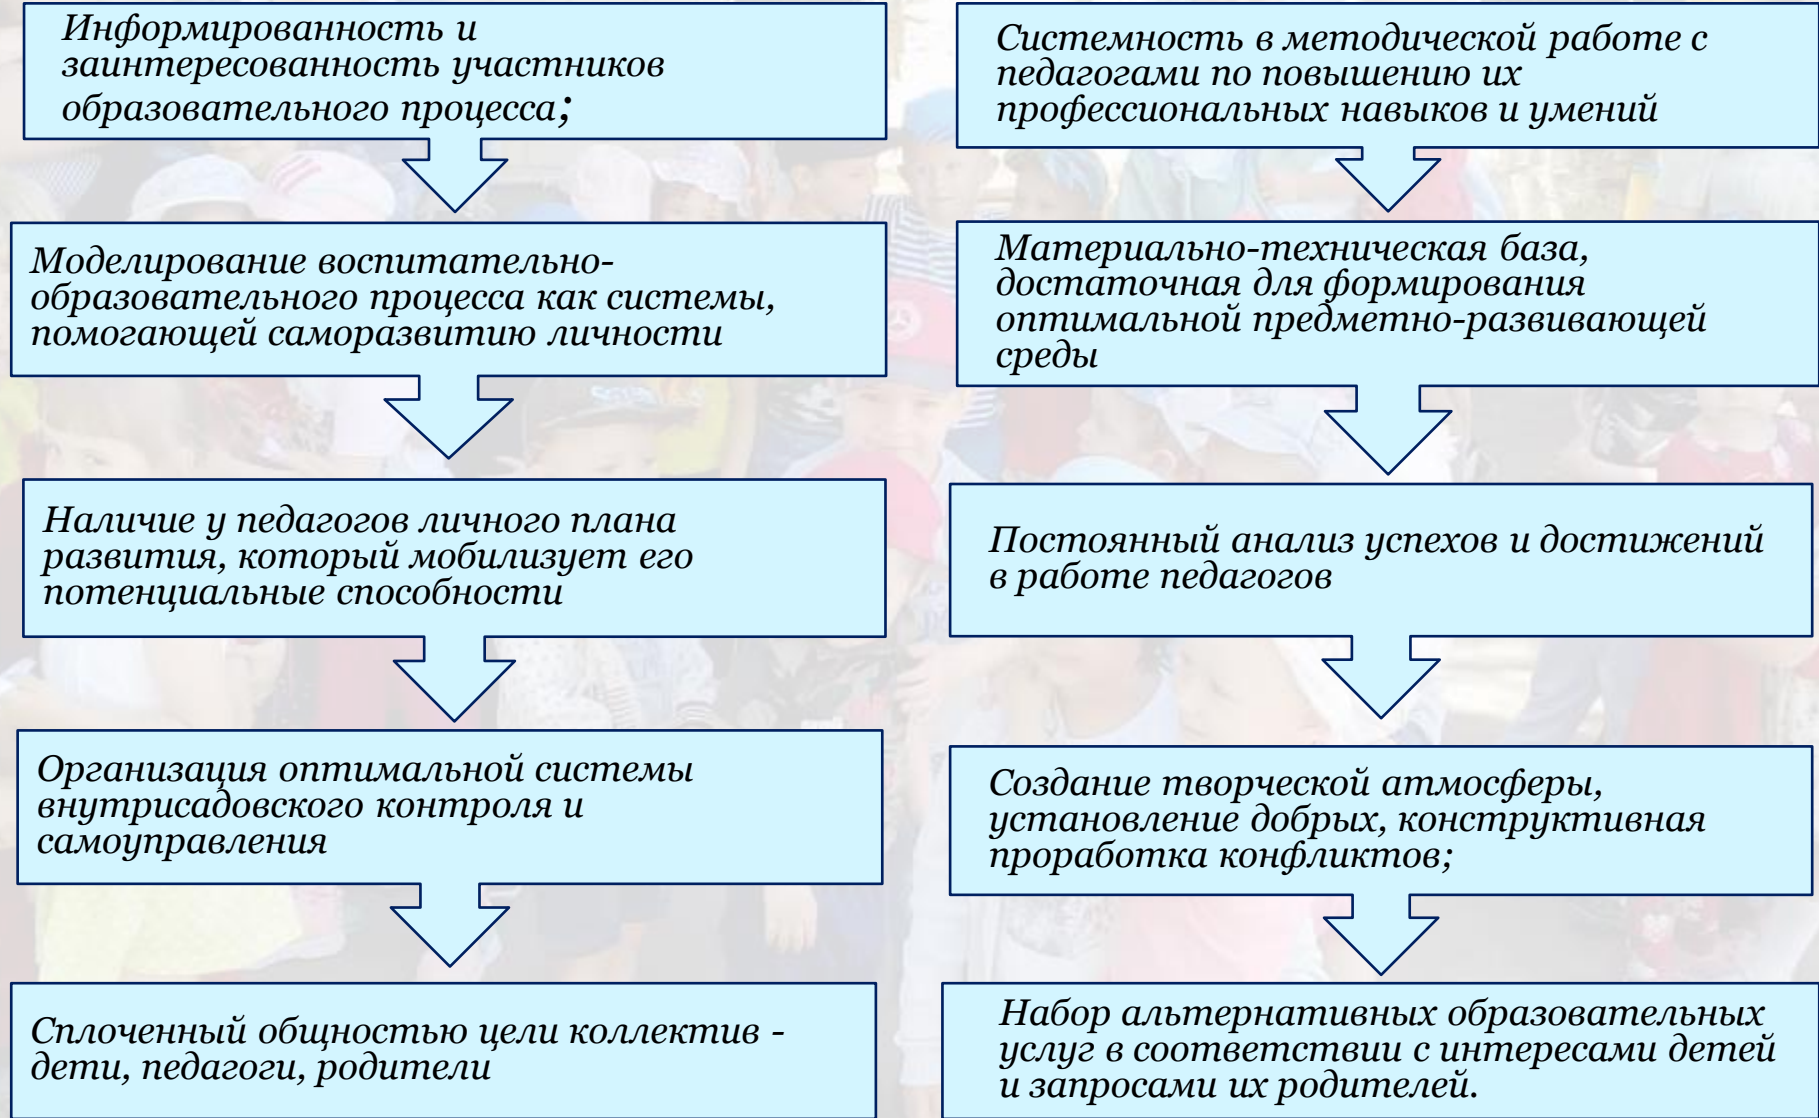 Информированность и
заинтересованность участников
образовательного процесса;
Моделирование воспитательно-
образовательного процесса как системы,
помогающей саморазвитию личности
Наличие у педагогов личного плана
развития, который мобилизует его
потенциальные способности
Организация оптимальной системы
внутрисадовского контроля и
самоуправления
Сплоченный общностью цели коллектив -
дети, педагоги, родители
Системность в методической работе с
педагогами по повышению их
профессиональных навыков и умений
Материально-техническая база,
достаточная для формирования
оптимальной предметно-развивающей
среды
Постоянный анализ успехов и достижений
в работе педагогов
Создание творческой атмосферы,
установление добрых, конструктивная
проработка конфликтов;
Набор альтернативных образовательных
услуг в соответствии с интересами детей
и запросами их родителей.